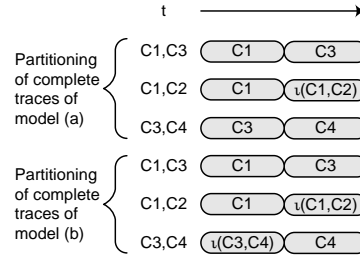 t
Partitioning
of complete
traces of
model (a)
C1,C3 C1 C3
C1,C2 C1 ι(C1,C2)
C3,C4 C3 C4
Partitioning
of complete
traces of
model (b)
C1,C3 C1 C3
C1,C2 C1 ι(C1,C2)
C3,C4 ι(C3,C4) C4